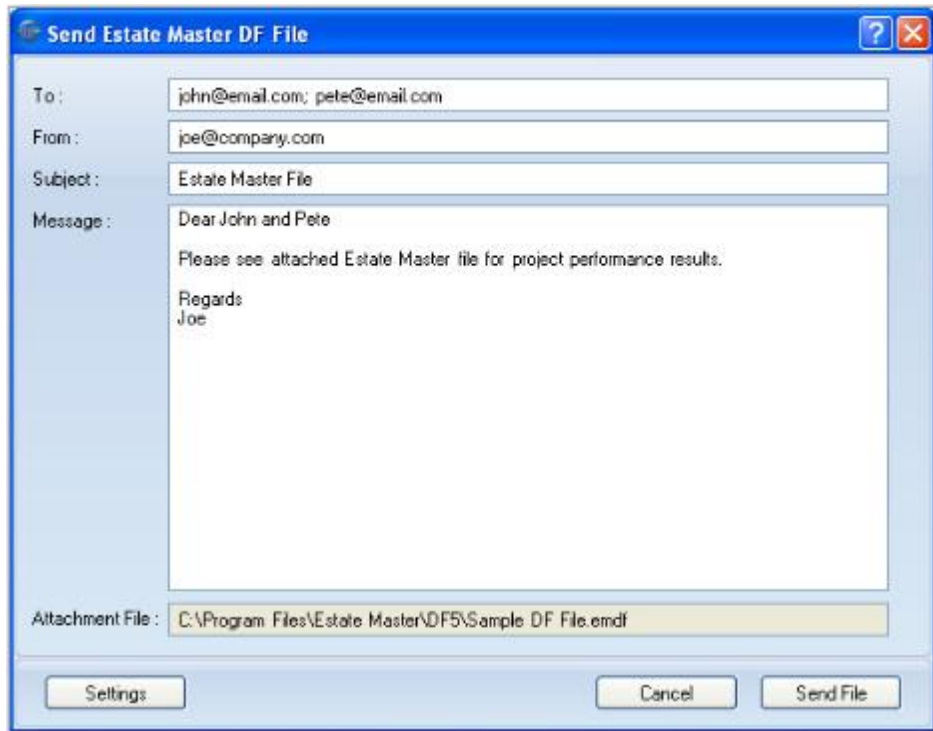 Send Estate Master DF File
To :
john@email.com; pete@email.com
From :
joe@company.com
Subject :
Estate Master File
Message :
Dear John and Pete
Please see attached Estate Master file for project performance results.
Regards
Joe
Attachment File :
C:\Program Files\Estate Master\DF5\Sample DF File.emdf
Settings
Cancel
Send File